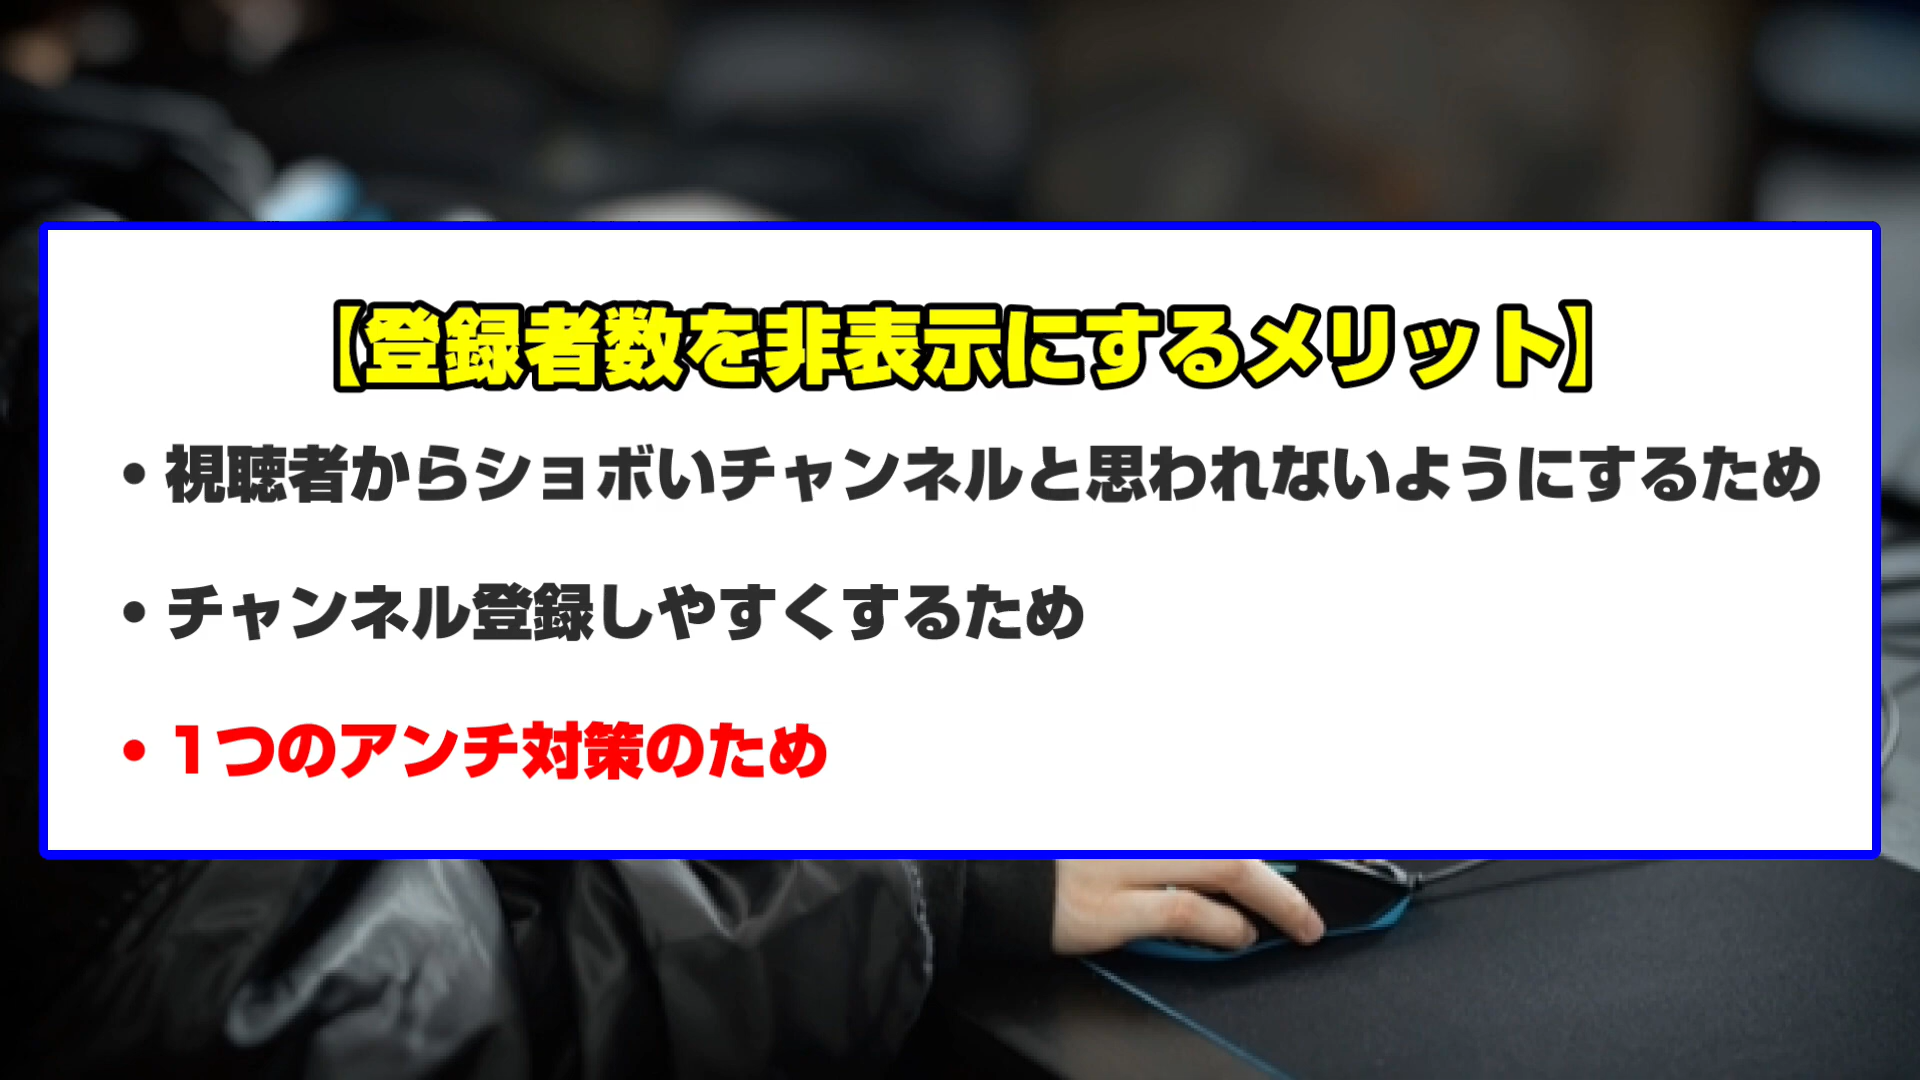 【登録者数を非表示にするメリット】
・視聴者からショボいチャンネルと思われないようにするため
・チャンネル登録しやすくするため
・1つのアンチ対策のため